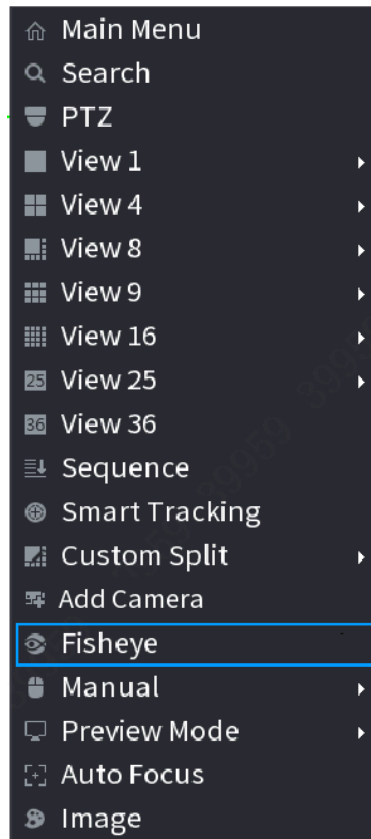 Main Menu
Search
PTZ
View 1
View 4
View 8
View 9
View 16
25 View 25
36 View 36
Sequence
Smart Tracking
Custom Split
Add Camera
Fisheye
Manual
Preview Mode
Auto Focus
Image